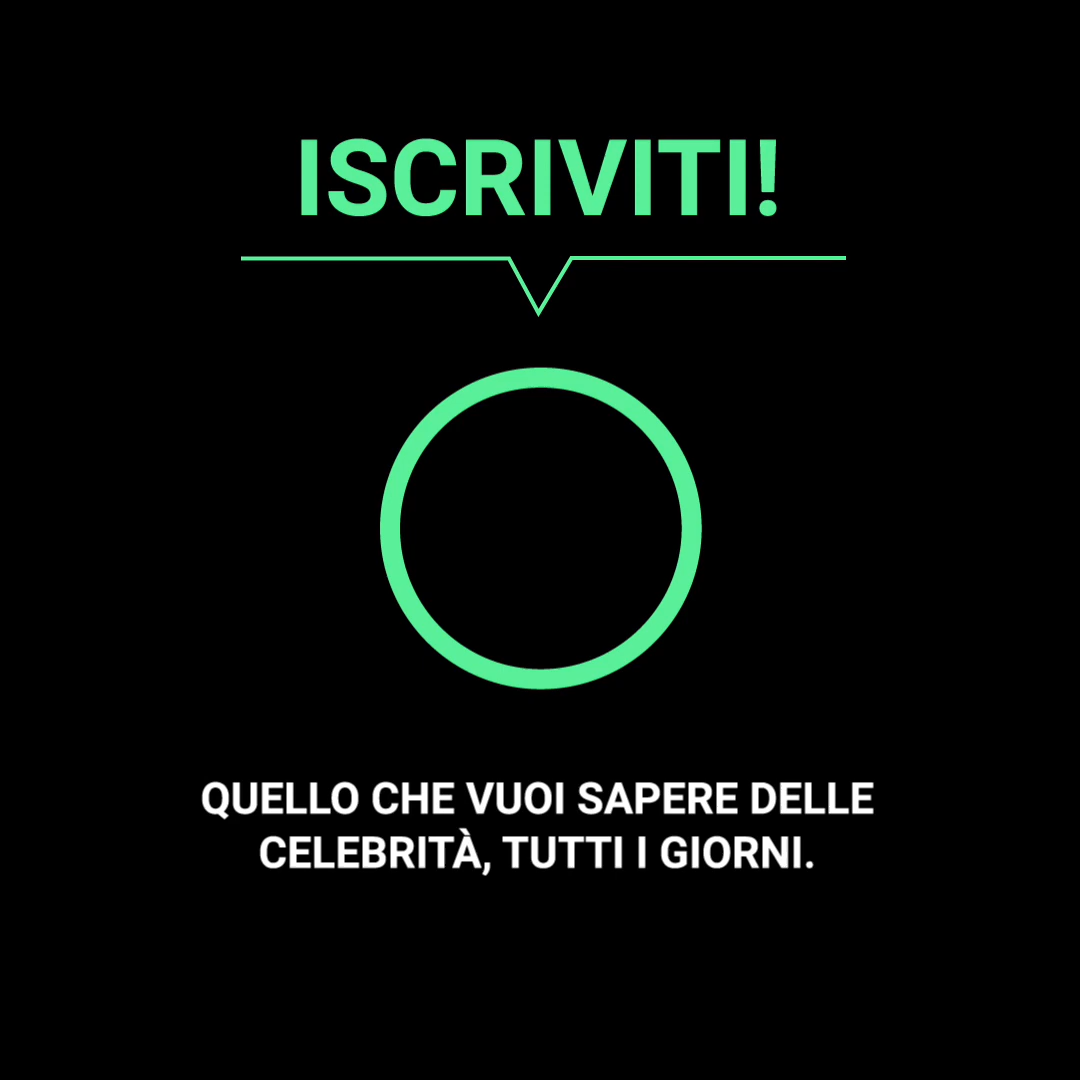 ISCRIVITI!
QUELLO CHE VUOI SAPERE DELLE
CELEBRITÀ, TUTTI I GIORNI.